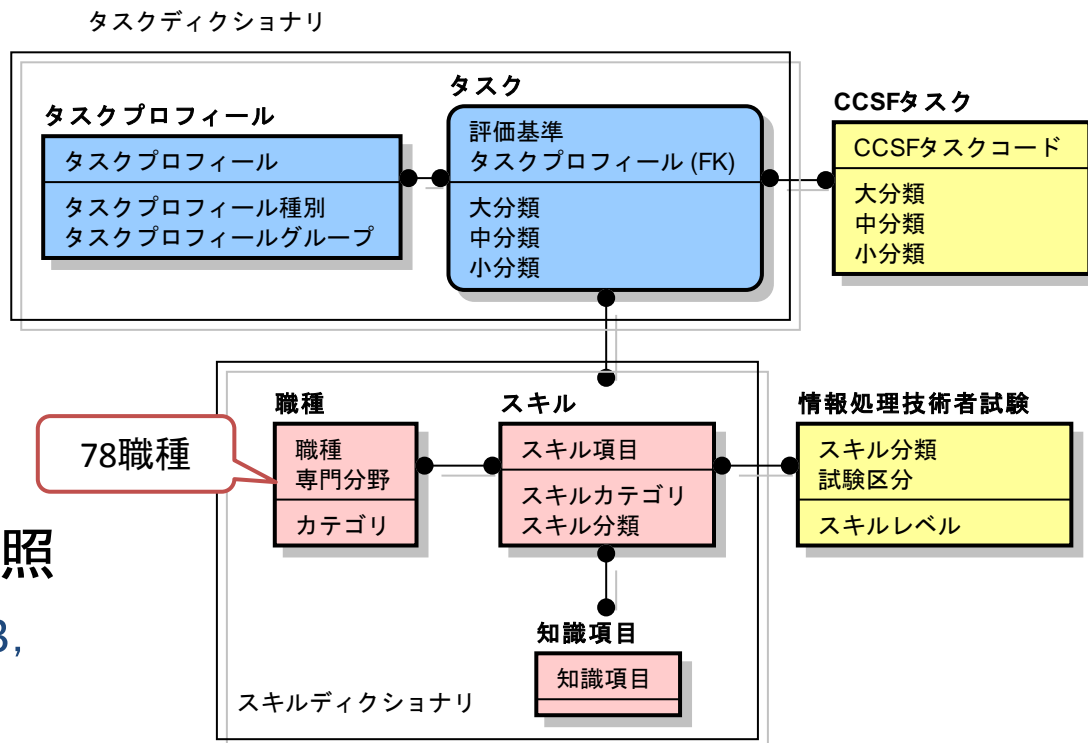 タスクディクショナリ
タスクプロフィール
タスクプロフィール
タスクプロフィール種別
タスクプロフィールグループ
タスク
評価基準
タスクプロフィール (FK)
大分類
中分類
小分類
CCSFタスク
CCSFタスクコード
大分類
中分類
小分類
78職種
職種
職種
専門分野
カテゴリ
スキル
スキル項目
スキルカテゴリ
スキル分類
情報処理技術者試験
スキル分類
試験区分
スキルレベル
照
3,
知識項目
知識項目
スキルディクショナリ